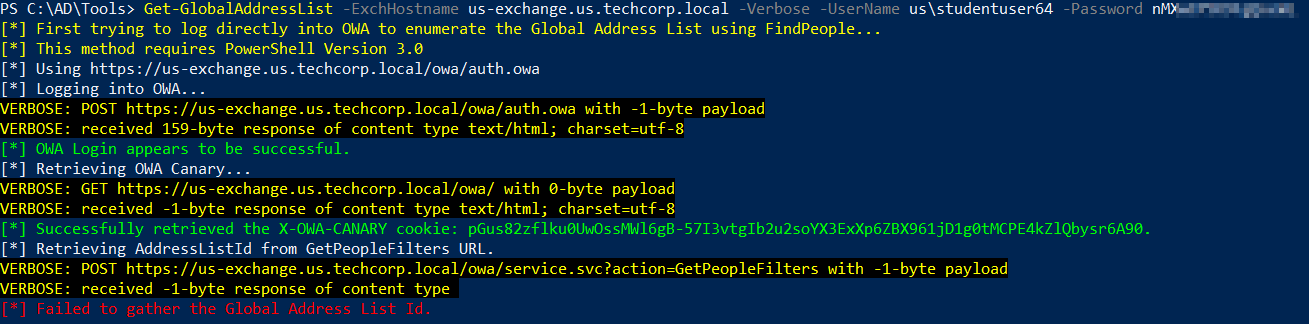 PS C:\AD\Tools> Get-GlobalAddressList -ExchHostname us-exchange.us.techcorp.local -Verbose -UserName us\studentuser64 -Password nMX
[*] First trying to log directly into OWA to enumerate the Global Address List using FindPeople...
[*] This method requires PowerShell Version 3.0
[*] Using https://us-exchange.us.techcorp.local/owa/auth.owa
[*] Logging into OWA...
VERBOSE: POST https://us-exchange.us.techcorp.local/owa/auth.owa with -1-byte payload
VERBOSE: received 159-byte response of content type text/html; charset=utf-8
[*] OWA Login appears to be successful.
[*] Retrieving OWA Canary...
VERBOSE: GET https://us-exchange.us.techcorp.local/owa/ with 0-byte payload
VERBOSE: received -1-byte response of content type text/html; charset=utf-8
[*] Successfully retrieved the X-OWA-CANARY cookie: pGus82zflku0UwOssMWl6gB-57I3vtgIb2u2soYX3ExXp6ZBX961jD1g0tMCPE4kZlQbysr6A90.
[*] Retrieving AddressListId from GetPeopleFilters URL.
VERBOSE: POST https://us-exchange.us.techcorp.local/owa/service.svc?action=GetPeopleFilters with -1-byte payload
VERBOSE: received -1-byte response of content type
[*] Failed to gather the Global Address List Id.